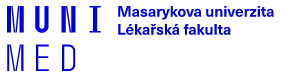 MUNI
MED
Masarykova univerzita
Lékařská fakulta